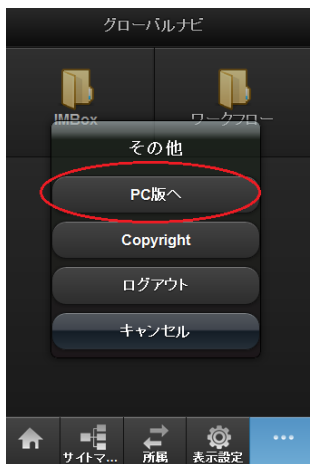 グローバルナビ
IMBox
ワークフロー
その他
PC版へ
Copyright
ログアウト
キャンセル
サイトマ...
所属
表示設定